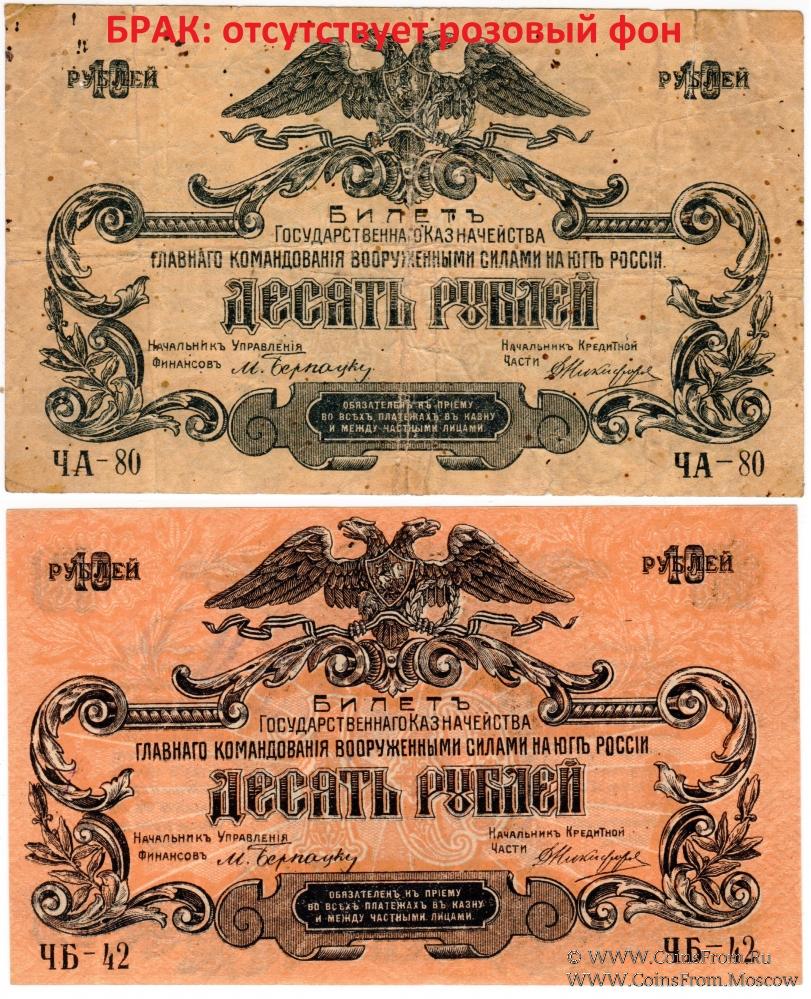 БРАК: отсутствует розовый фон
10 РУБЛЕЙ
10 РУБЛЕЙ
БИЛЕТЪ
ГОСУДАРСТВЕННАГО КАЗНАЧЕЙСТВА
ГЛАВНАГО КОМАНДОВАНІЯ ВООРУЖЕННЫМИ СИЛАМИ НА ЮГѢ РОССІИ.
ДЕСЯТЬ РУБЛЕЙ
НАЧАЛЬНИКЪ УПРАВЛЕНІЯ
ФИНАНСОВЪ М. Бернацкій
НАЧАЛЬНИКЪ КРЕДИТНОЙ
ЧАСТИ
ОБЯЗАТЕЛЕНЪ КЪ ПРІЕМУ
ВО ВСѢХЪ ПЛАТЕЖАХЪ ВЪ КАЗНУ
И МЕЖДУ ЧАСТНЫМИ ЛИЦАМИ.
ЧА-80
ЧА-80
10 РУБЛЕЙ
10 РУБЛЕЙ
БИЛЕТЪ
ГОСУДАРСТВЕННАГО КАЗНАЧЕЙСТВА
ГЛАВНАГО КОМАНДОВАНІЯ ВООРУЖЕННЫМИ СИЛАМИ НА ЮГѢ РОССІИ
ДЕСЯТЬ РУБЛЕЙ
НАЧАЛЬНИКЪ УПРАВЛЕНІЯ
ФИНАНСОВЪ М. Бернацкій
НАЧАЛЬНИКЪ КРЕДИТНОЙ
ЧАСТИ
ОБЯЗАТЕЛЕНЪ КЪ ПРІЕМУ
ВО ВСѢХЪ ПЛАТЕЖАХЪ ВЪ КАЗНУ
И МЕЖДУ ЧАСТНЫМИ ЛИЦАМИ.
ЧБ-42
ЧБ-42
© WWW.CoinsFrom.Ru
WWW.CoinsFrom.Moscow